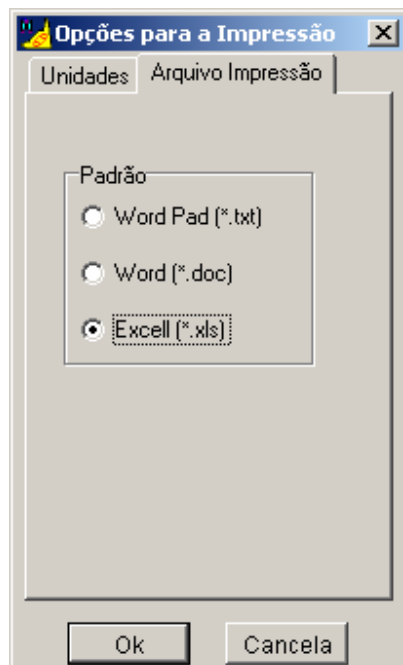 Opções para a Impressão
Unidades Arquivo Impressão
Padrão
Word Pad (*.txt)
Word (*.doc)
Excell (*.xls)
Ok Cancela